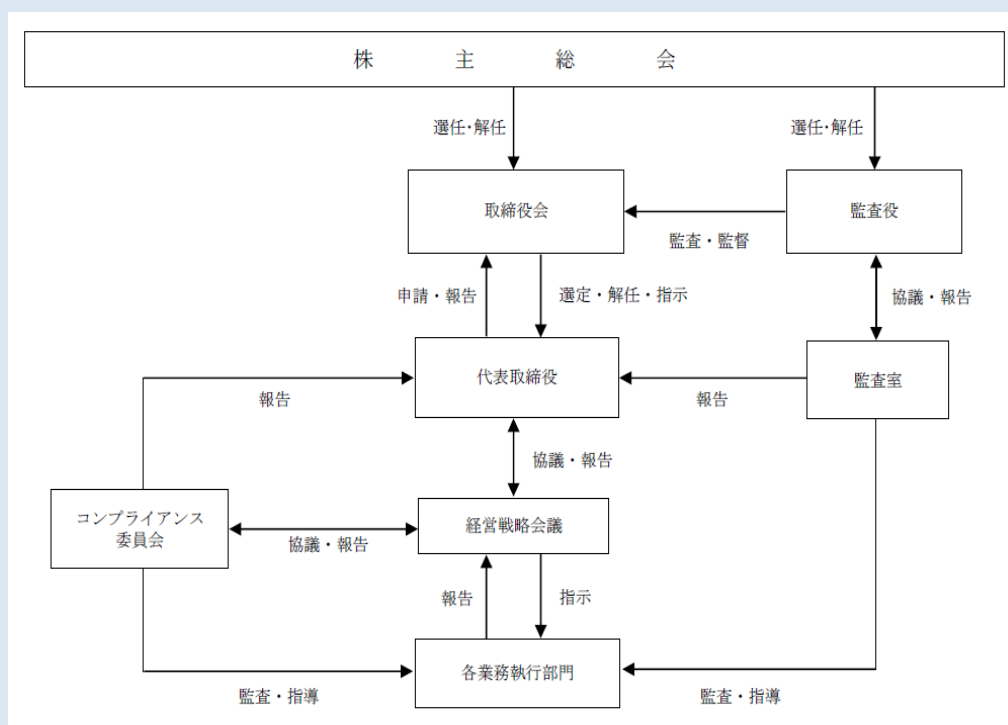 株主総会
選任・解任
選任・解任
取締役会
監査役
監査・監督
申請・報告
選定・解任・指示
協議・報告
代表取締役
監査室
報告
報告
協議・報告
コンプライアンス
委員会
経営戦略会議
協議・報告
報告
指示
各業務執行部門
監査・指導
監査・指導